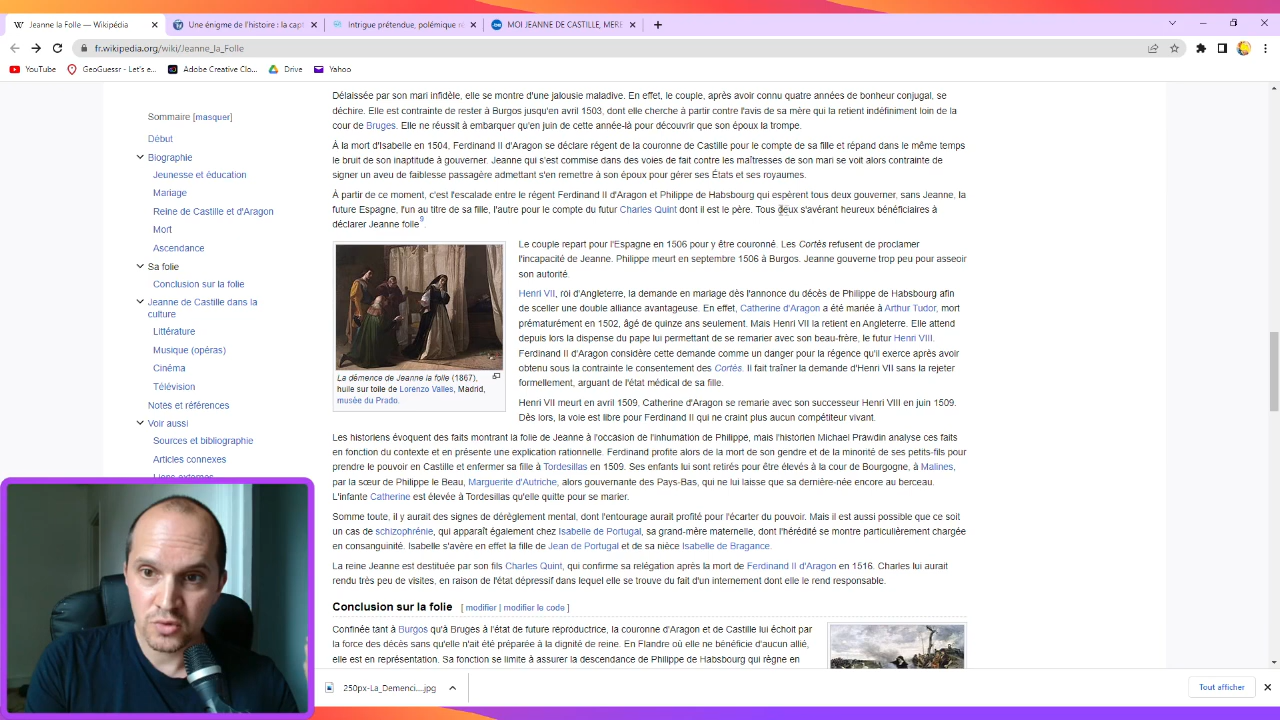 Jeanne la Folle — Wikipédia
Une énigme de l'histoire : la capt
Intrigue prétendue, polémique r
MOI JEANNE DE CASTILLE, MERE
fr.wikipedia.org/wiki/Jeanne_la_Folle
YouTube
GeoGuessr - Let's e...
Adobe Creative Clo...
Drive
Yahoo
Sommaire [masquer]
Début
Biographie
Jeunesse et éducation
Mariage
Reine de Castille et d'Aragon
Mort
Ascendance
Sa folie
Conclusion sur la folie
Jeanne de Castille dans la
culture
Littérature
Musique (opéras)
Cinéma
Télévision
Notes et références
Voir aussi
Sources et bibliographie
Articles connexes
Liens externes
Délaissée par son mari infidèle, elle se montre d'une jalousie maladive. En effet, le couple, après avoir connu quatre années de bonheur conjugal, se
déchire. Elle est contrainte de rester à Burgos jusqu'en avril 1503, dont elle cherche à partir contre l'avis de sa mère qui la retient indéfiniment loin de la
cour de Bruges. Elle ne réussit à embarquer qu'en juin de cette année-là pour découvrir que son époux la trompe.
À la mort d'Isabelle en 1504, Ferdinand II d'Aragon se déclare régent de la couronne de Castille pour le compte de sa fille et répand dans le même temps
le bruit de son inaptitude à gouverner. Jeanne qui s'est commise dans des voies de fait contre les maîtresses de son mari se voit alors contrainte de
signer un aveu de faiblesse passagère admettant s'en remettre à son époux pour gérer ses États et ses royaumes.
À partir de ce moment, c'est l'escalade entre le régent Ferdinand II d'Aragon et Philippe de Habsbourg qui espèrent tous deux gouverner, sans Jeanne, la
future Espagne, l'un au titre de sa fille, l'autre pour le compte du futur Charles Quint dont il est le père. Tous deux s'avérant heureux bénéficiaires à
déclarer Jeanne folle9.
La démence de Jeanne la folle (1867),
huile sur toile de Lorenzo Valles, Madrid,
musée du Prado.
Le couple repart pour l'Espagne en 1506 pour y être couronné. Les Cortés refusent de proclamer
l'incapacité de Jeanne. Philippe meurt en septembre 1506 à Burgos. Jeanne gouverne trop peu pour asseoir
son autorité.
Henri VII, roi d'Angleterre, la demande en mariage dès l'annonce du décès de Philippe de Habsbourg afin
de sceller une double alliance avantageuse. En effet, Catherine d'Aragon a été mariée à Arthur Tudor, mort
prématurément en 1502, âgé de quinze ans seulement. Mais Henri VII la retient en Angleterre. Elle attend
depuis lors la dispense du pape lui permettant de se remarier avec son beau-frère, le futur Henri VIII.
Ferdinand II d'Aragon considère cette demande comme un danger pour la régence qu'il exerce après avoir
obtenu sous la contrainte le consentement des Cortés. Il fait traîner la demande d'Henri VII sans la rejeter
formellement, arguant de l'état médical de sa fille.
Henri VII meurt en avril 1509, Catherine d'Aragon se remarie avec son successeur Henri VIII en juin 1509.
Dès lors, la voie est libre pour Ferdinand II qui ne craint plus aucun compétiteur vivant.
Les historiens évoquent des faits montrant la folie de Jeanne à l'occasion de l'inhumation de Philippe, mais l'historien Michael Prawdin analyse ces faits
en fonction du contexte et en présente une explication rationnelle. Ferdinand profite alors de la mort de son gendre et de la minorité de ses petits-fils pour
prendre le pouvoir en Castille et enfermer sa fille à Tordesillas en 1509. Ses enfants lui sont retirés pour être élevés à la cour de Bourgogne, à Malines,
par la sœur de Philippe le Beau, Marguerite d'Autriche, alors gouvernante des Pays-Bas, qui ne lui laisse que sa dernière-née encore au berceau.
L'infante Catherine est élevée à Tordesillas qu'elle quitte pour se marier.
Somme toute, il y aurait des signes de dérèglement mental, dont l'entourage aurait profité pour l'écarter du pouvoir. Mais il est aussi possible que ce soit
un cas de schizophrénie, qui apparaît également chez Isabelle de Portugal, sa grand-mère maternelle, dont l'hérédité se montre particulièrement chargée
en consanguinité. Isabelle s'avère en effet la fille de Jean de Portugal et de sa nièce Isabelle de Bragance.
La reine Jeanne est destituée par son fils Charles Quint, qui confirme sa relégation après la mort de Ferdinand II d'Aragon en 1516. Charles lui aurait
rendu très peu de visites, en raison de l'état dépressif dans lequel elle se trouve du fait d'un internement dont elle le rend responsable.
Conclusion sur la folie [ modifier | modifier le code ]
Confinée tant à Burgos qu'à Bruges à l'état de future reproductrice, la couronne d'Aragon et de Castille lui échoit par
la force des décès sans qu'elle n'ait été préparée à la dignité de reine. En Flandre où elle ne bénéficie d'aucun allié,
elle est en représentation. Sa fonction se limite à assurer la descendance de Philippe de Habsbourg qui règne en
250px-La_Demenci....jpg
Tout afficher